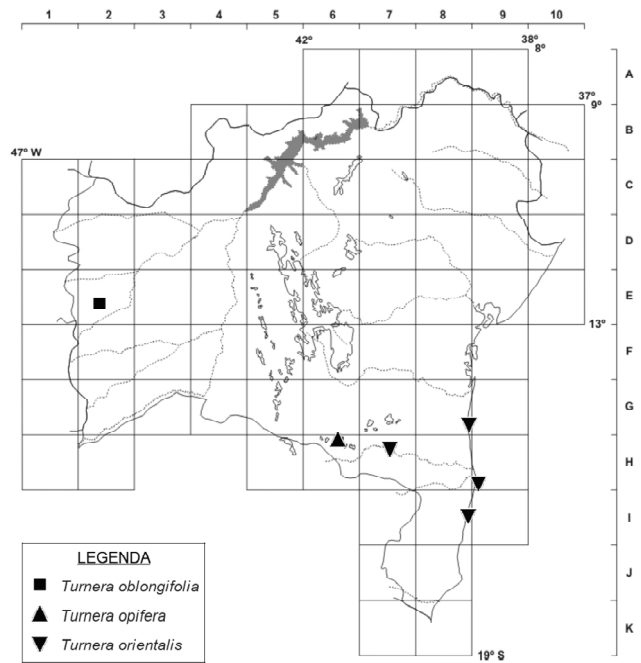 1 2 3 4 5 6 7 8 9 10
42° 38°
8°
A
37°
9°
B
47° W
C
D
E
13°
F
G
H
I
J
K
19° S
LEGENDA
Turnera oblongifolia
Turnera opifera
Turnera orientalis